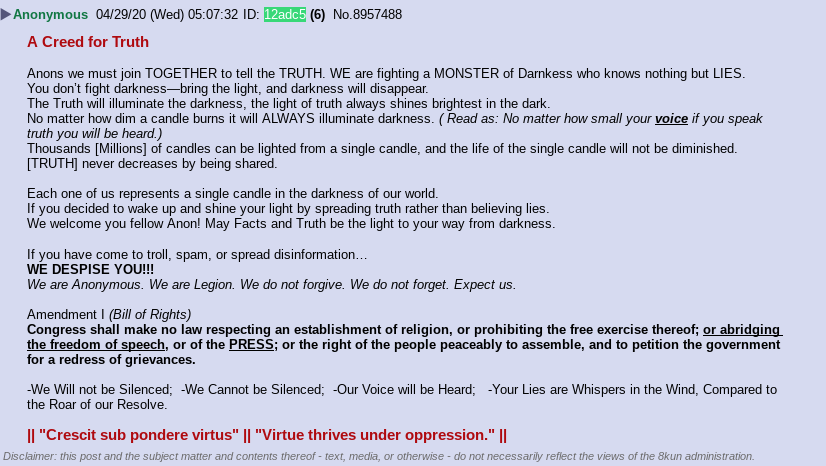 ▶Anonymous 04/29/20 (Wed) 05:07:32 ID: 12adc5 (6) No.8957488
A Creed for Truth
Anons we must join TOGETHER to tell the TRUTH. WE are fighting a MONSTER of Darnkess who knows nothing but LIES.
You don’t fight darkness—bring the light, and darkness will disappear.
The Truth will illuminate the darkness, the light of truth always shines brightest in the dark.
No matter how dim a candle burns it will ALWAYS illuminate darkness. ( Read as: No matter how small your voice if you speak
truth you will be heard.)
Thousands [Millions] of candles can be lighted from a single candle, and the life of the single candle will not be diminished.
[TRUTH] never decreases by being shared.
Each one of us represents a single candle in the darkness of our world.
If you decided to wake up and shine your light by spreading truth rather than believing lies.
We welcome you fellow Anon! May Facts and Truth be the light to your way from darkness.
If you have come to troll, spam, or spread disinformation…
WE DESPISE YOU!!!
We are Anonymous. We are Legion. We do not forgive. We do not forget. Expect us.
Amendment I (Bill of Rights)
Congress shall make no law respecting an establishment of religion, or prohibiting the free exercise thereof; or abridging
the freedom of speech, or of the PRESS; or the right of the people peaceably to assemble, and to petition the government
for a redress of grievances.
-We Will not be Silenced; -We Cannot be Silenced; -Our Voice will be Heard; -Your Lies are Whispers in the Wind, Compared to
the Roar of our Resolve.
|| "Crescit sub pondere virtus" || "Virtue thrives under oppression." ||
Disclaimer: this post and the subject matter and contents thereof - text, media, or otherwise - do not necessarily reflect the views of the 8kun administration.